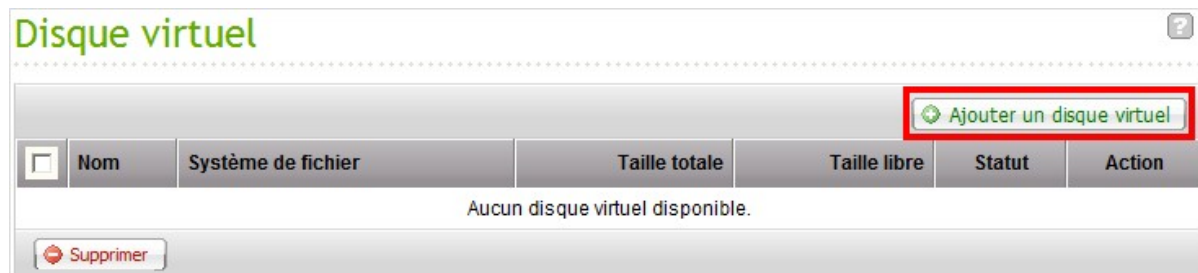 Disque virtuel
?
Ajouter un disque virtuel
Nom Système de fichier Taille totale Taille libre Statut Action
Aucun disque virtuel disponible.
Supprimer